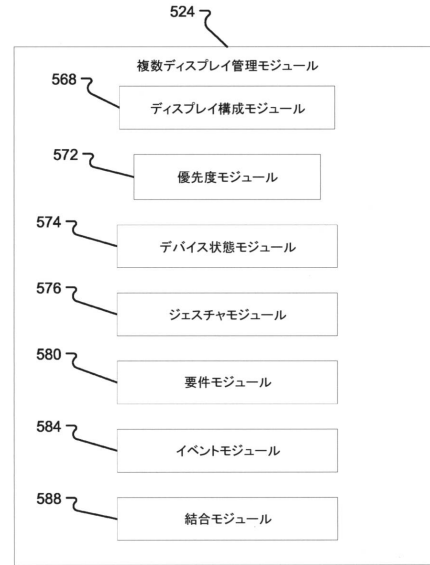 524
複数ディスプレイ管理モジュール
568
ディスプレイ構成モジュール
572
優先度モジュール
574
デバイス状態モジュール
576
ジェスチャモジュール
580
要件モジュール
584
イベントモジュール
588
結合モジュール